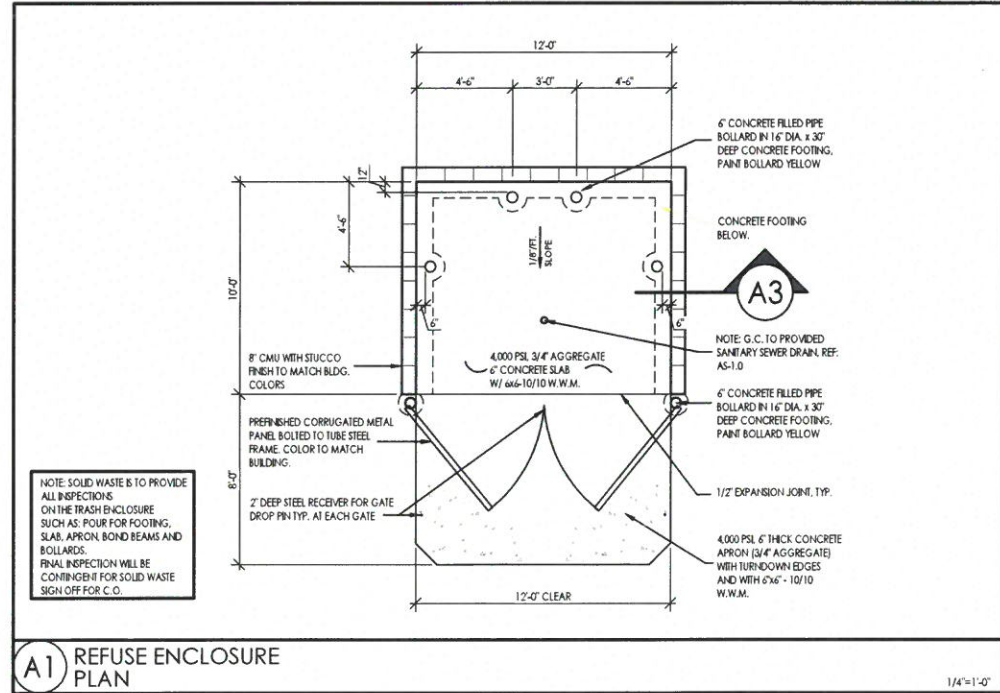 12'-0"
4'-6"
3'-0"
4'-6"
6" CONCRETE FILLED PIPE
BOLLARD IN 16" DIA. x 30"
DEEP CONCRETE FOOTING,
PAINT BOLLARD YELLOW
12"
4'-6"
10'-0"
1/8"/FT.
SLOPE
CONCRETE FOOTING
BELOW.
A3
6"
6"
NOTE: G.C. TO PROVIDED
SANITARY SEWER DRAIN. REF:
AS-1.0
8" CMU WITH STUCCO
FINISH TO MATCH BLDG.
COLORS
4,000 PSI, 3/4" AGGREGATE
6" CONCRETE SLAB
W/ 6x6-10/10 W.W.M.
6" CONCRETE FILLED PIPE
BOLLARD IN 16" DIA. x 30"
DEEP CONCRETE FOOTING,
PAINT BOLLARD YELLOW
PREFINISHED CORRUGATED METAL
PANEL BOLTED TO TUBE STEEL
FRAME. COLOR TO MATCH
BUILDING.
8'-0"
2" DEEP STEEL RECEIVER FOR GATE
DROP PIN TYP. AT EACH GATE
1/2" EXPANSION JOINT, TYP.
NOTE: SOLID WASTE IS TO PROVIDE
ALL INSPECTIONS
ON THE TRASH ENCLOSURE
SUCH AS: POUR FOR FOOTING,
SLAB, APRON, BOND BEAMS AND
BOLLARDS.
FINAL INSPECTION WILL BE
CONTINGENT FOR SOLID WASTE
SIGN OFF FOR C.O.
4,000 PSI, 6" THICK CONCRETE
APRON (3/4" AGGREGATE)
WITH TURNDOWN EDGES
AND WITH 6"x6" - 10/10
W.W.M.
12'-0" CLEAR
A1
REFUSE ENCLOSURE
PLAN
1/4"=1'-0"